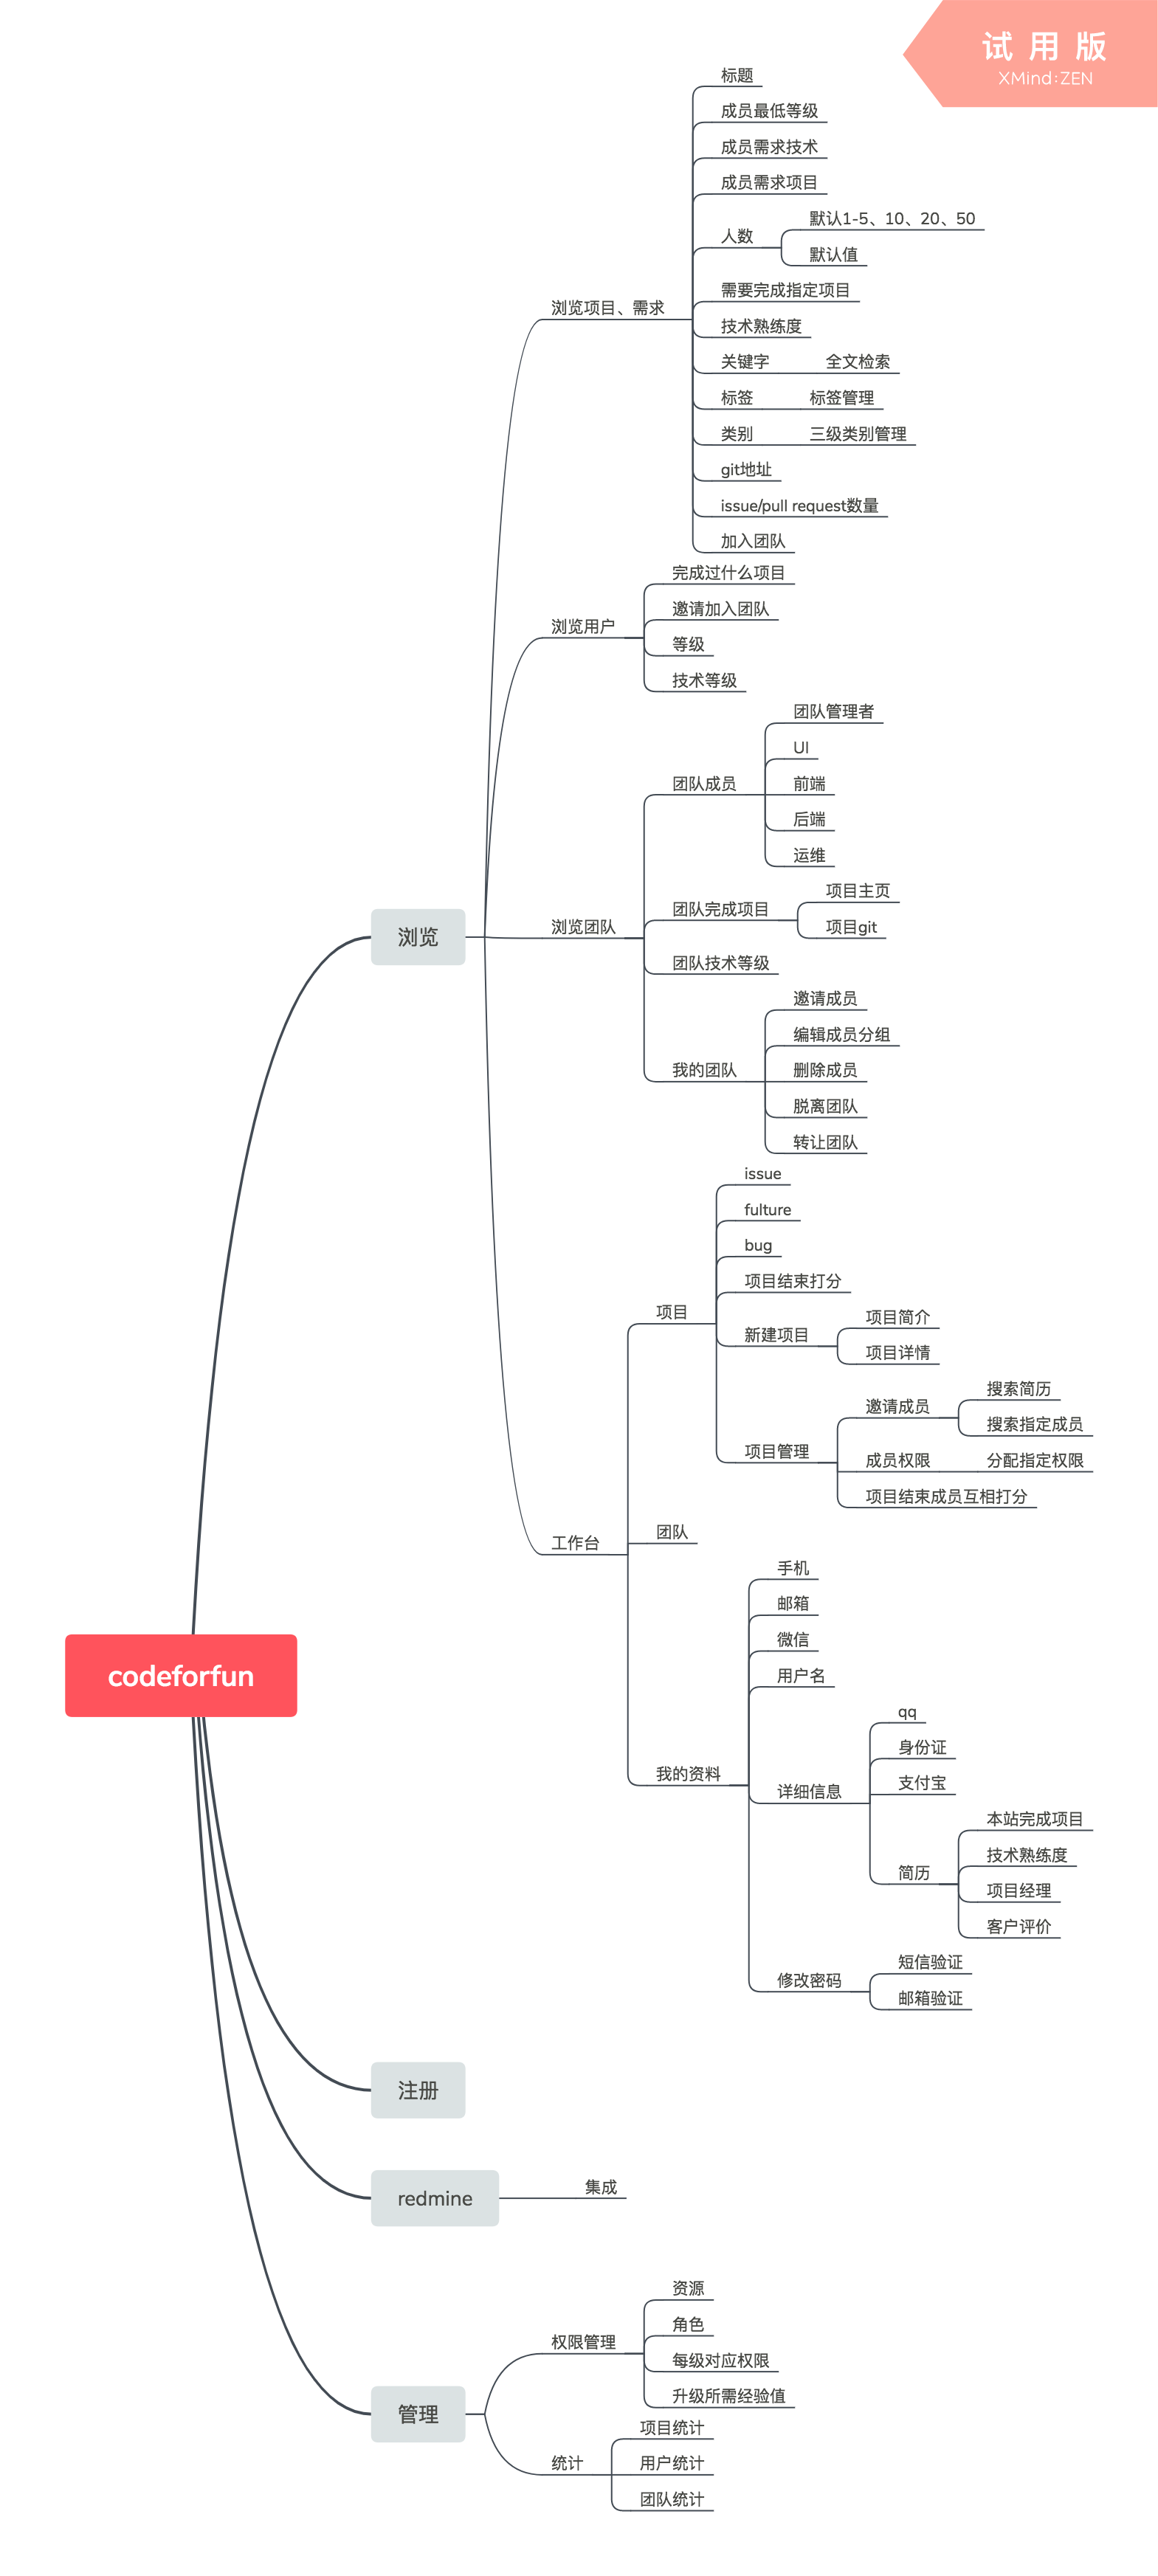 试 用 版
XMind:ZEN
标题
成员最低等级
成员需求技术
成员需求项目
人数
默认1-5、10、20、50
默认值
需要完成指定项目
浏览项目、需求
技术熟练度
关键字
全文检索
标签
标签管理
类别
三级类别管理
git地址
issue/pull request数量
加入团队
完成过什么项目
邀请加入团队
浏览用户
等级
技术等级
团队管理者
UI
团队成员
前端
后端
运维
项目主页
团队完成项目
项目git
浏览
浏览团队
团队技术等级
邀请成员
编辑成员分组
我的团队
删除成员
脱离团队
转让团队
issue
fulture
bug
项目结束打分
项目
项目简介
新建项目
项目详情
搜索简历
邀请成员
搜索指定成员
项目管理
成员权限
分配指定权限
项目结束成员互相打分
团队
工作台
手机
邮箱
微信
用户名
codeforfun
qq
身份证
我的资料
支付宝
详细信息
本站完成项目
技术熟练度
简历
项目经理
客户评价
短信验证
修改密码
邮箱验证
注册
redmine
集成
资源
角色
权限管理
每级对应权限
升级所需经验值
管理
项目统计
统计
用户统计
团队统计